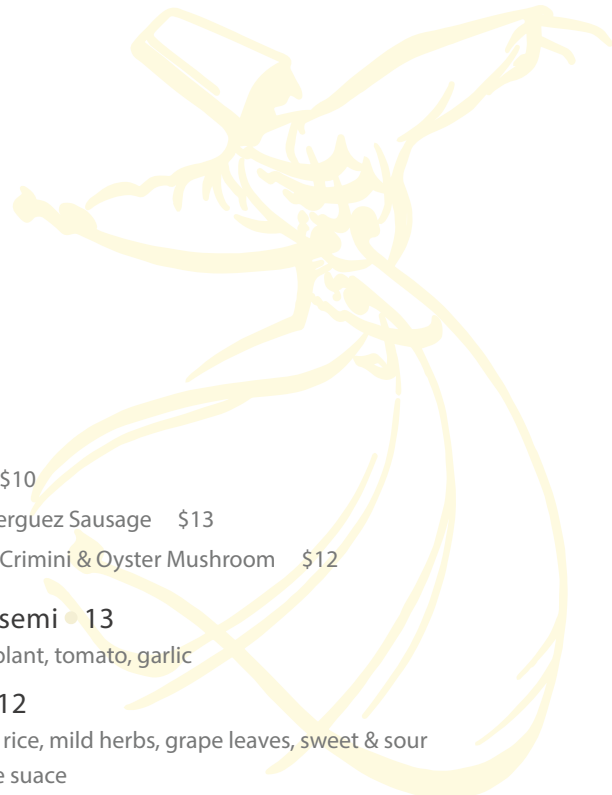 $10
erguez Sausage $13
Crimini & Oyster Mushroom $12
semi • 13
plant, tomato, garlic
12
rice, mild herbs, grape leaves, sweet & sour
e suace